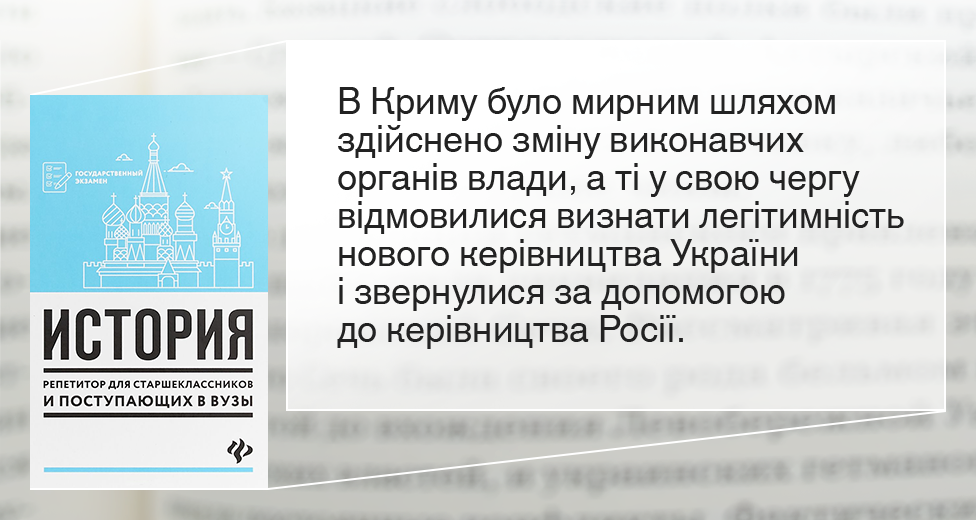 ГОСУДАРСТВЕННЫЙ
ЭКЗАМЕН
ИСТОРИЯ
РЕПЕТИТОР ДЛЯ СТАРШЕКЛАССНИКОВ
И ПОСТУПАЮЩИХ В ВУЗЫ
В Криму було мирним шляхом
здійснено зміну виконавчих
органів влади, а ті у свою чергу
відмовилися визнати легітимність
нового керівництва України
і звернулися за допомогою
до керівництва Росії.